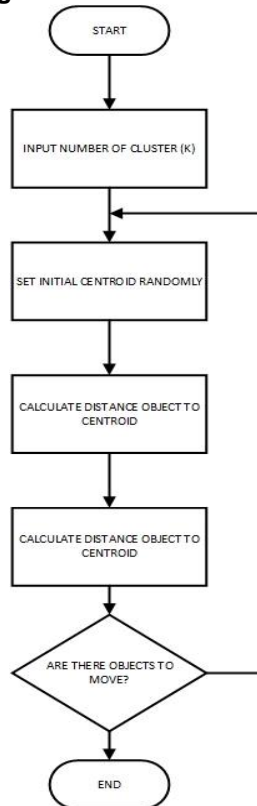 START
INPUT NUMBER OF CLUSTER (K)
SET INITIAL CENTROID RANDOMLY
CALCULATE DISTANCE OBJECT TO
CENTROID
CALCULATE DISTANCE OBJECT TO
CENTROID
ARE THERE OBJECTS TO
MOVE?
END